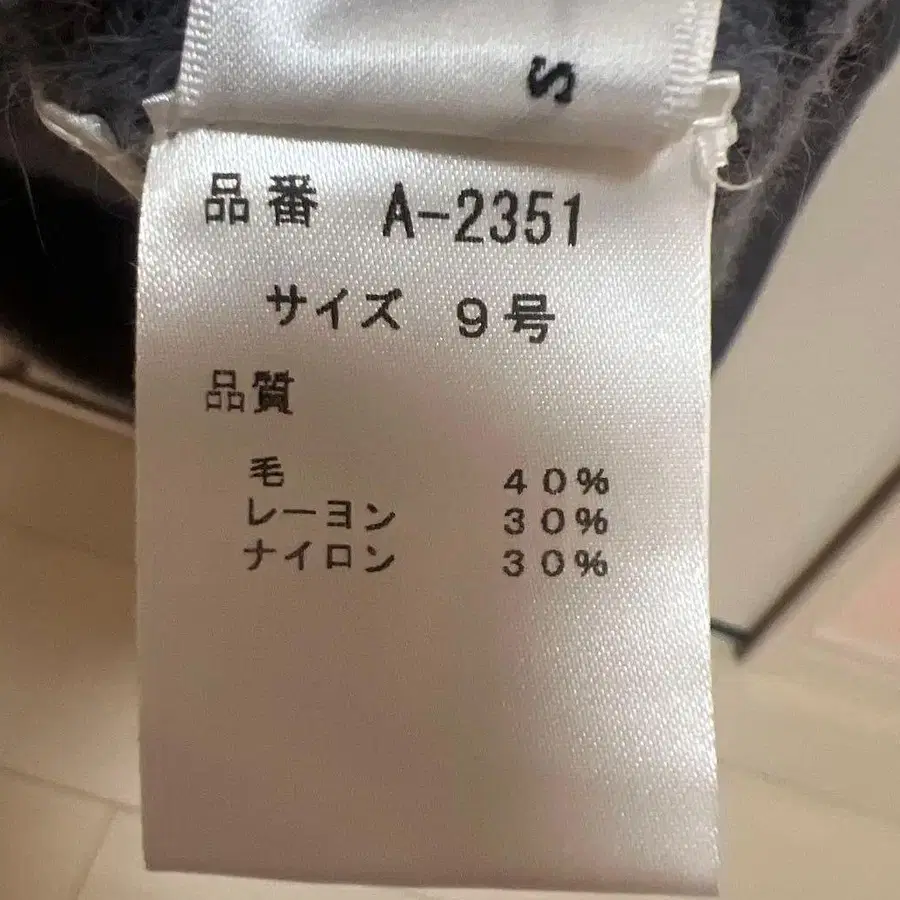 S
品番 A-2351
サイズ 9号
品質
毛 40%
レーヨン 30%
ナイロン 30%